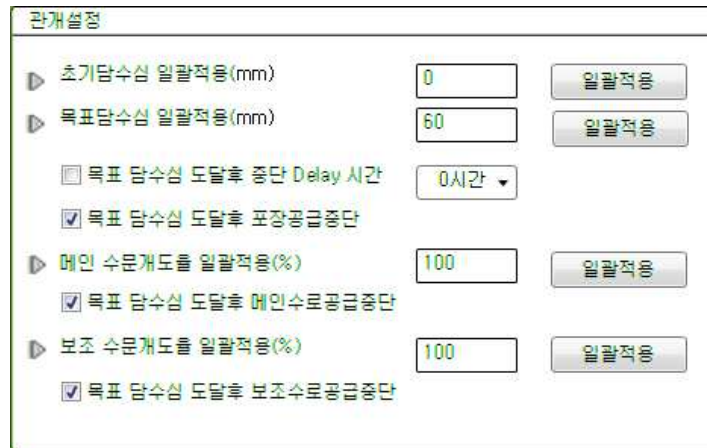 관개설정
초기담수심 일괄적용(mm) 0 일괄적용
목표담수심 일괄적용(mm) 60 일괄적용
목표 담수심 도달후 중단 Delay 시간 0시간
목표 담수심 도달후 포장공급중단
메인 수문개도율 일괄적용(%) 100 일괄적용
목표 담수심 도달후 메인수로공급중단
보조 수문개도율 일괄적용(%) 100 일괄적용
목표 담수심 도달후 보조수로공급중단